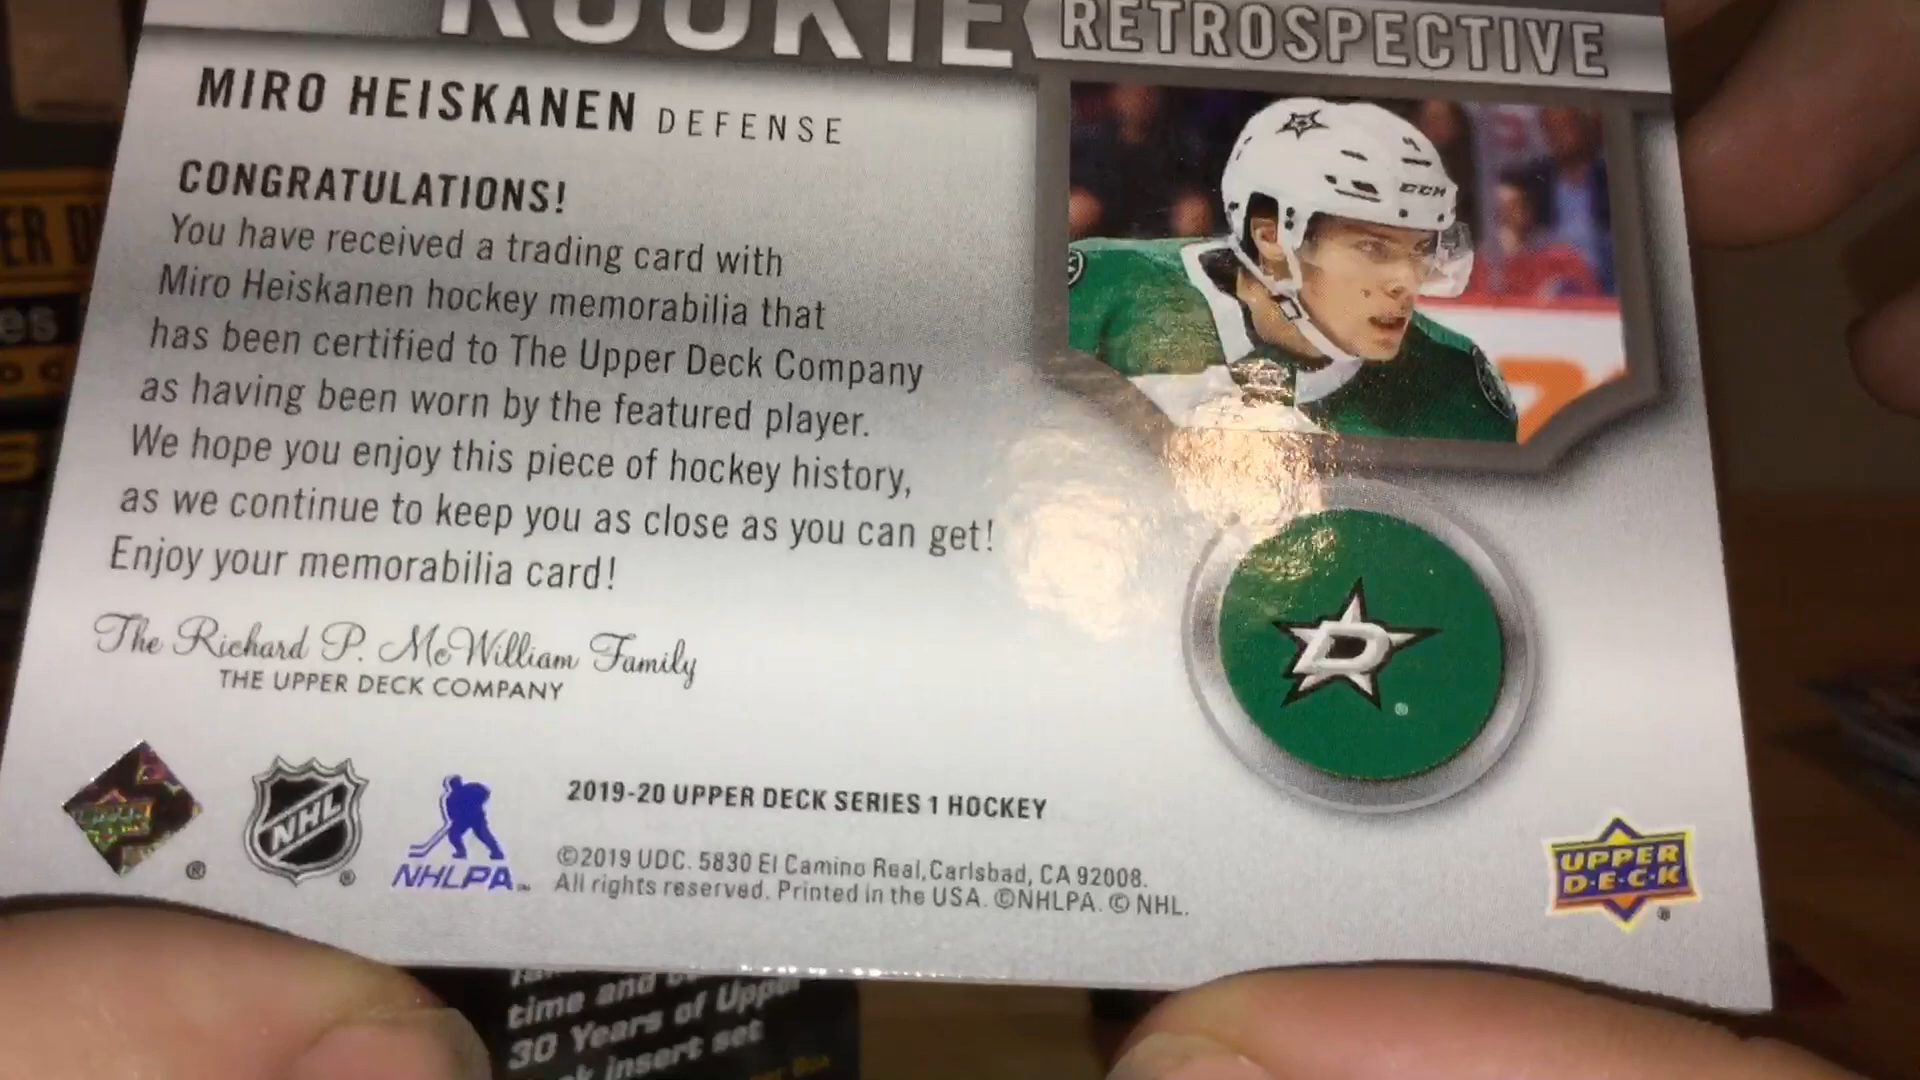 ROOKIE RETROSPECTIVE
MIRO HEISKANEN DEFENSE
CONGRATULATIONS!
You have received a trading card with
Miro Heiskanen hockey memorabilia that
has been certified to The Upper Deck Company
as having been worn by the featured player.
We hope you enjoy this piece of hockey history,
as we continue to keep you as close as you can get!
Enjoy your memorabilia card!
The Richard P. McWilliam Family
THE UPPER DECK COMPANY
CCM
D
®
®
NHL
®
NHLPA
2019-20 UPPER DECK SERIES 1 HOCKEY
©2019 UDC. 5830 El Camino Real, Carlsbad, CA 92008.
All rights reserved. Printed in the USA. ©NHLPA. © NHL.
UPPER
D·E·C·K
®
time and
30 Years of Upper
insert set